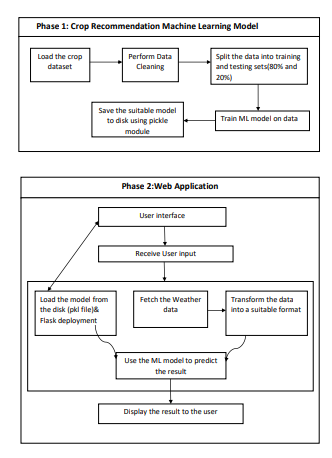 Phase 1: Crop Recommendation Machine Learning Model
Load the crop
dataset
Perform Data
Cleaning
Split the data into training
and testing sets(80% and
20%)
Save the suitable model
to disk using pickle
module
Train ML model on data
Phase 2:Web Application
User interface
Receive User input
Load the model from
the disk (pkl file)&
Flask deployment
Fetch the Weather
data
Transform the data
into a suitable format
Use the ML model to predict
the result
Display the result to the user